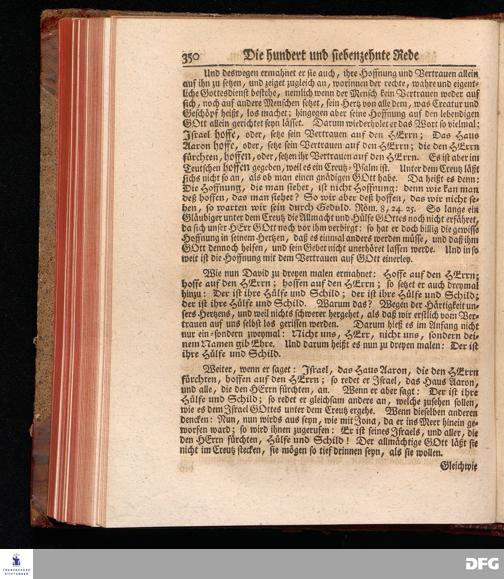 350 Die hundert und siebenzehnte Rede
Und deswegen ermahnet er sie auch, ihre Hoffnung und Vertrauen allein
auf ihn zu setzen, und zeiget zugleich an, worinnen der rechte, wahre und eigent-
liche Gottesdienst bestehe, nemlich wenn der Mensch sein Vertrauen weder auf
sich, noch auf andere Menschen setzet, sein Hertz von alle dem, was Creatur und
Geschöpf heißt, los machet; hingegen aber seine Hoffnung auf den lebendigen
GOtt allein gerichtet seyn lässet. Darum wiederholet er das Wort so vielmal:
Israel hoffe, oder, setze sein Vertrauen auf den HErrn; Das Haus
Aaron hoffe, oder, setze sein Vertrauen auf den HErrn; die den HErrn
fürchten, hoffen, oder, setzen ihr Vertrauen auf den HErrn. Es ist aber im
Deutschen hoffen gegeben, weil es ein Creutz-Psalm ist. Unter dem Creutz läßt
sichs nicht so an, als ob man einen gnädigen GOtt habe. Da heißt es denn:
Die Hoffnung, die man siehet, ist nicht Hoffnung: denn wie kan man
deß hoffen, das man siehet? So wir aber deß hoffen, das wir nicht se-
hen, so warten wir sein durch Geduld. Röm. 8, 24. 25. So lange ein
Gläubiger unter dem Creutz die Allmacht und Hülfe GOttes noch nicht erfähret,
da sich unser HErr GOtt noch vor ihm verbirgt: so hat er doch billig die gewisse
Hoffnung in seinem Hertzen, daß es einmal anders werden müsse, und daß ihm
GOtt dennoch helfen, und sein Gebet nicht unerhöret lassen werde. Und in so
weit ist die Hoffnung mit dem Vertrauen auf GOtt einerley.
Wie nun David zu dreyen malen ermahnet: Hoffe auf den HErrn;
hoffe auf den HErrn; hoffen auf den HErrn; so setzet er auch dreymal
hinzu: Der ist ihre Hülfe und Schild; der ist ihre Hülfe und Schild;
der ist ihre Hülfe und Schild. Warum das? Wegen der Härtigkeit un-
sers Hertzens, und weil nichts schwerer hergehet, als daß wir erstlich vom Ver-
trauen auf uns selbst los gerissen werden. Darum hieß es im Anfang nicht
nur ein- sondern zweymal: Nicht uns, HErr, nicht uns, sondern dei-
nem Namen gib Ehre. Und darum heißt es nun zu dreyen malen: Der ist
ihre Hülfe und Schild.
Weiter, wenn er saget: Israel, das Haus Aaron, die den HErrn
fürchten, hoffen auf den HErrn; so redet er Israel, das Haus Aaron,
und alle, die den HErrn fürchten, an. Wenn er aber sagt: Der ist ihre
Hülfe und Schild; so redet er gleichsam andere an, welche zusehen sollen,
wie es dem Israel GOttes unter dem Creutz ergehe. Wenn dieselben anderen
dencken: Nun, nun wirds aus seyn, wie mit Jona, da er ins Meer hinein ge-
worfen ward; so wird ihnen zugerufen: Er ist seines Israels, und aller, die
den HErrn fürchten, Hülfe und Schild! Der allmächtige GOtt läßt sie
nicht im Creutz stecken, sie mögen so tief drinnen seyn, als sie wollen.
Gleichwie
FRANCKESCHE
STIFTUNGEN
DFG